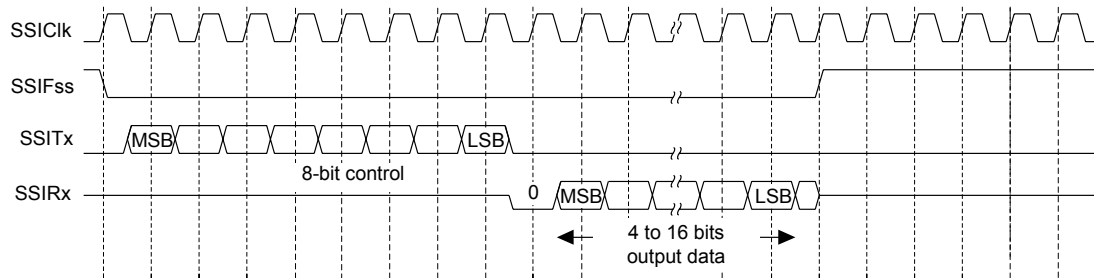 SSIClk
SSIFss
SSITx
MSB
LSB
8-bit control
SSIRx
0
MSB
LSB
4 to 16 bits
output data